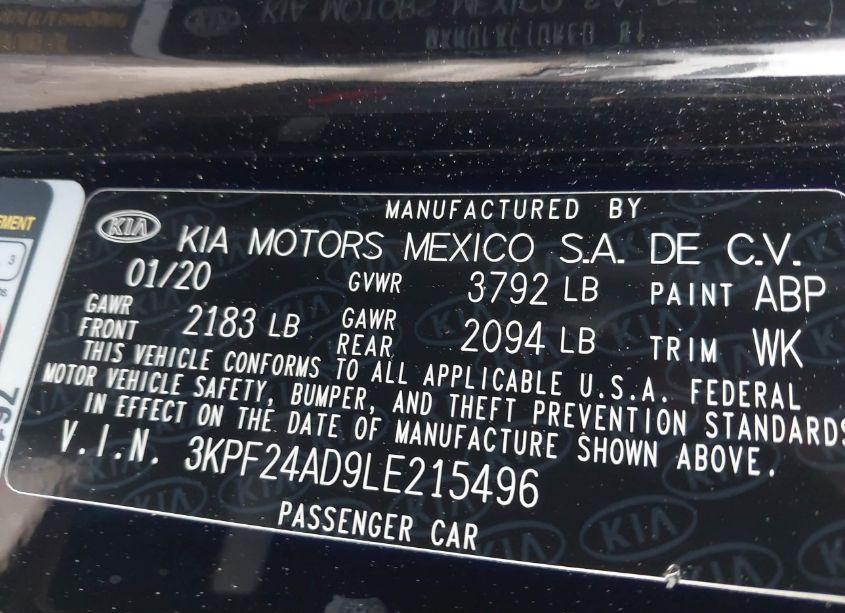 MANUFACTURED BY
KIA KIA MOTORS MEXICO S.A. DE C.V.
01/20 GVWR 3792 LB PAINT ABP
GAWR FRONT 2183 LB GAWR REAR 2094 LB TRIM WK
THIS VEHICLE CONFORMS TO ALL APPLICABLE U.S.A. FEDERAL
MOTOR VEHICLE SAFETY, BUMPER, AND THEFT PREVENTION STANDARDS
IN EFFECT ON THE DATE OF MANUFACTURE SHOWN ABOVE.
V.I.N. 3KPF24AD9LE215496
PASSENGER CAR